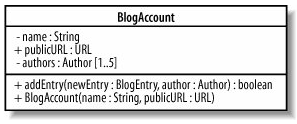 BlogAccount
- name : String
+ publicURL : URL
- authors : Author [1..5]
+ addEntry(newEntry : BlogEntry, author : Author) : boolean
+ BlogAccount(name : String, publicURL : URL)